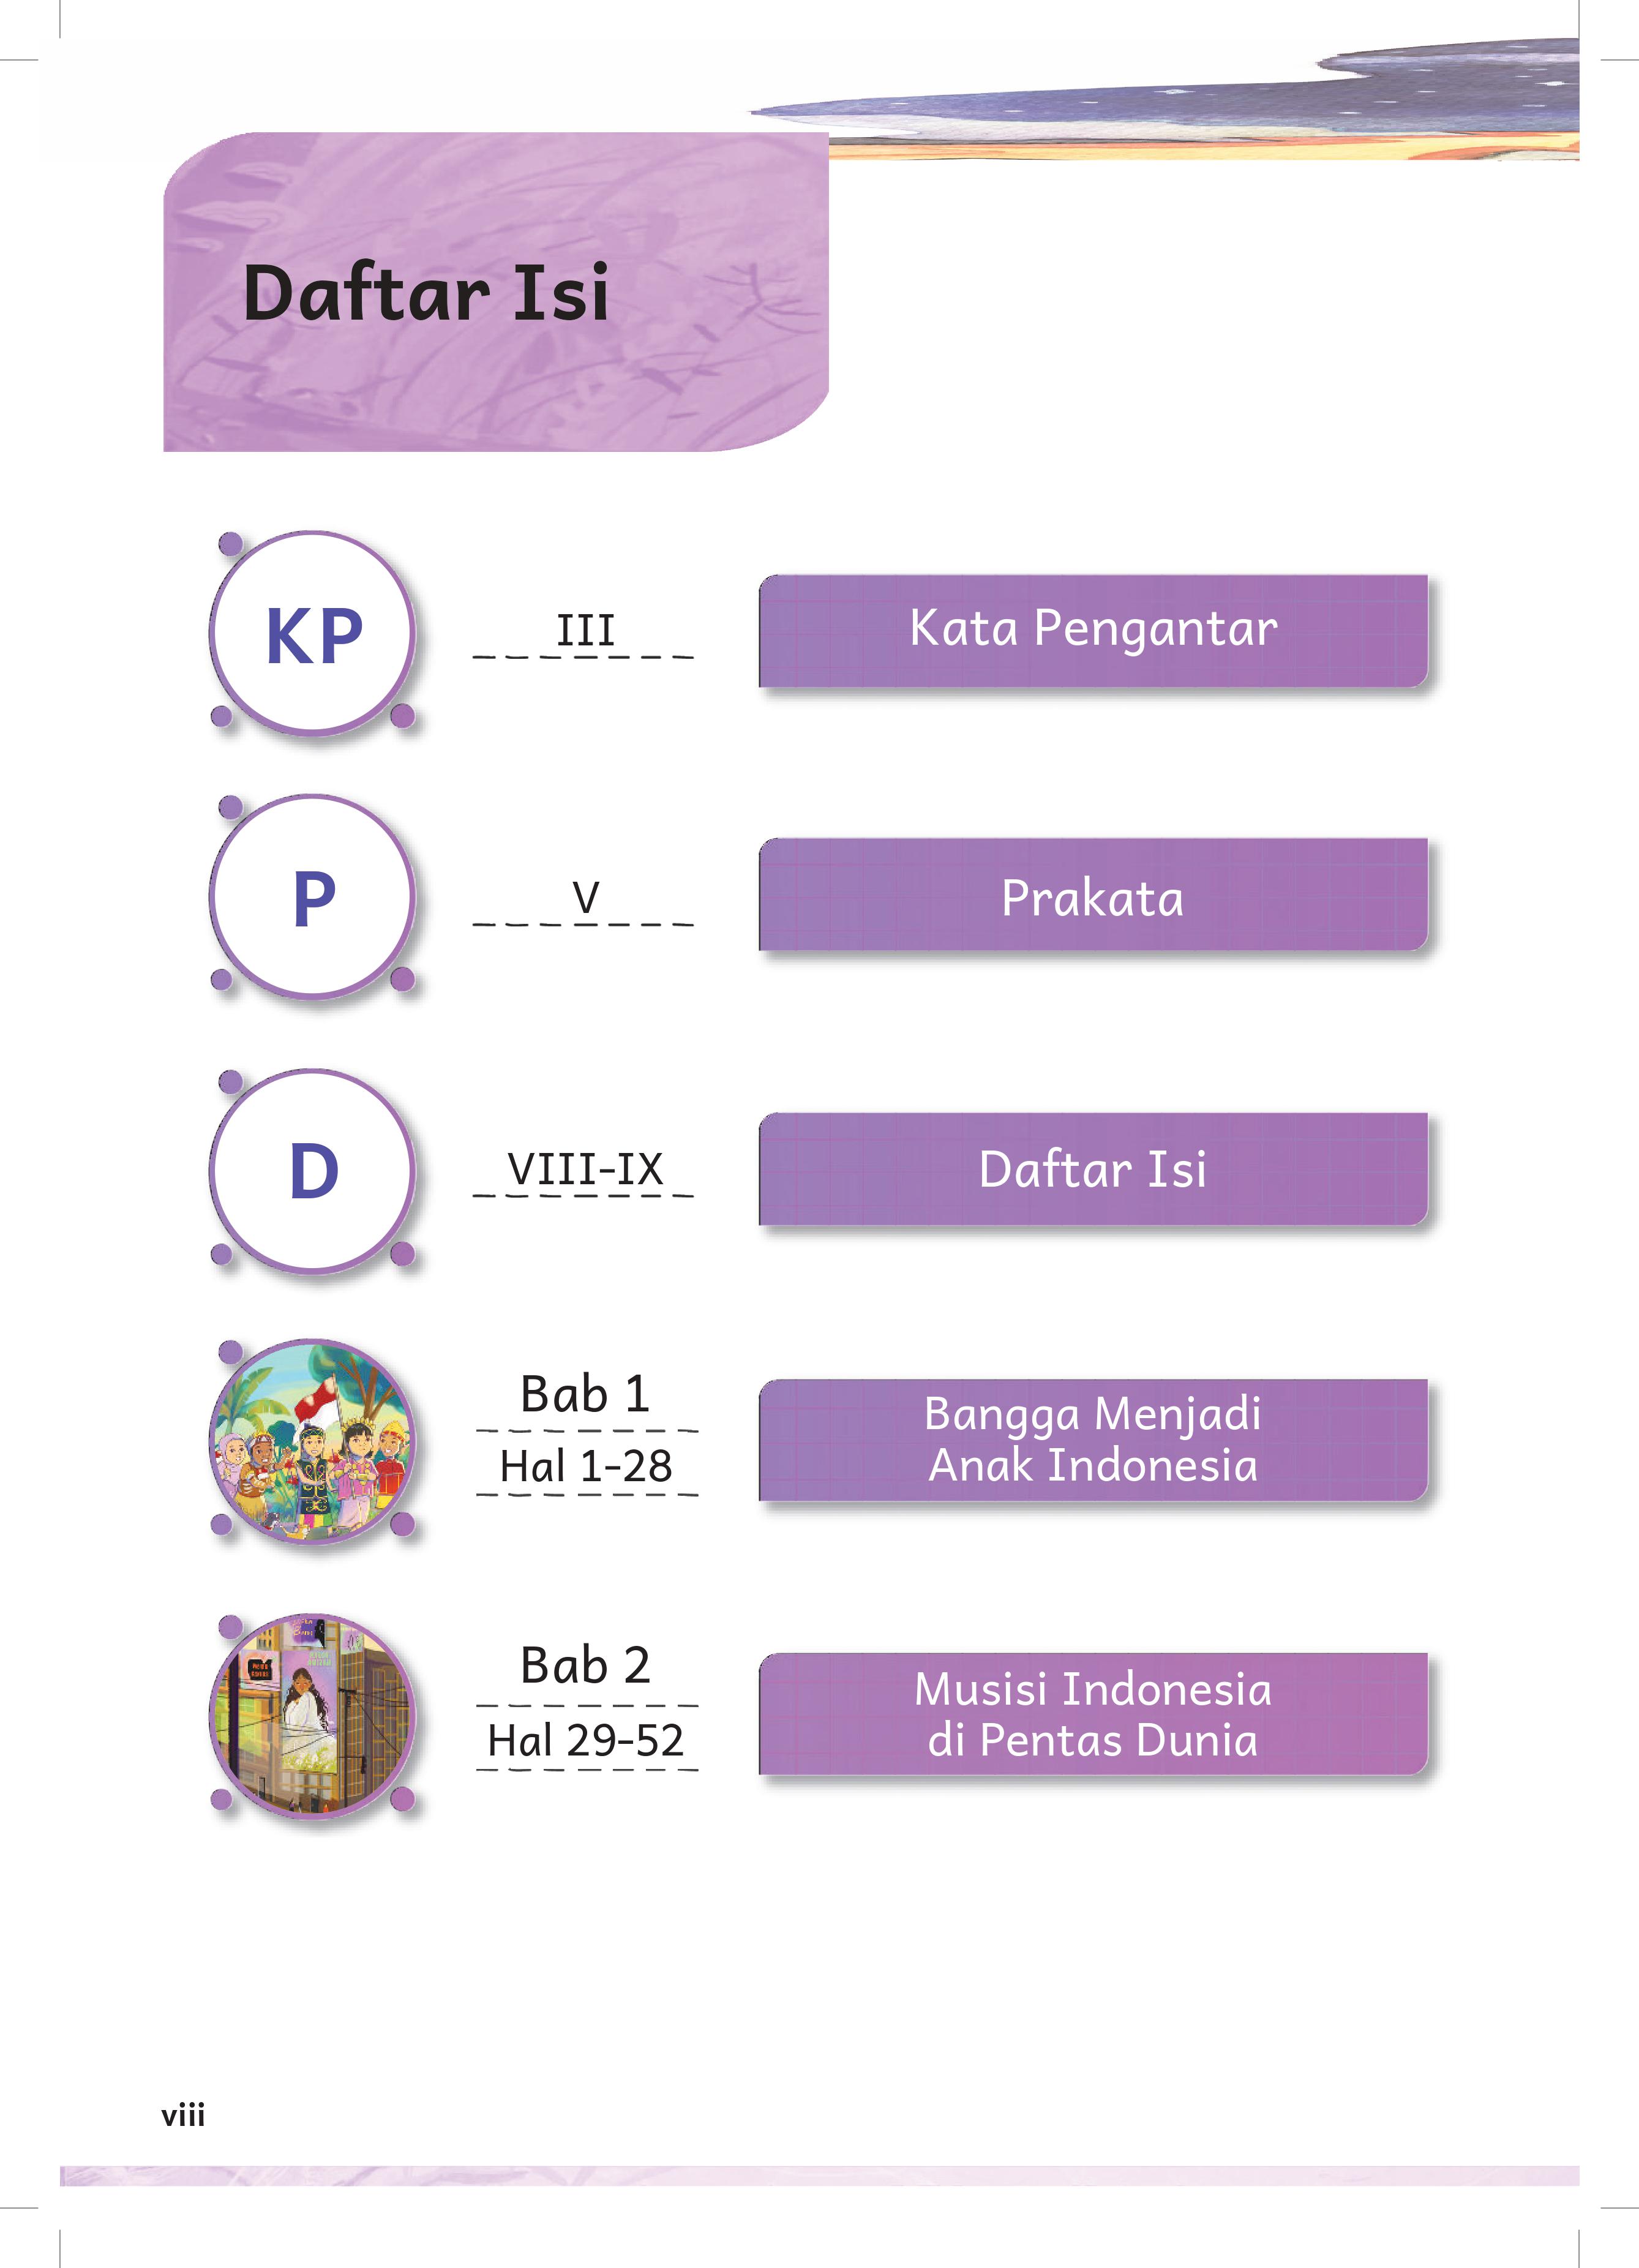 Daftar Isi
KP
III
Kata Pengantar
P
V
Prakata
D
VIII-IX
Daftar Isi
Bab 1
Hal 1-28
Bangga Menjadi
Anak Indonesia
Bab 2
Hal 29-52
Musisi Indonesia
di Pentas Dunia
viii